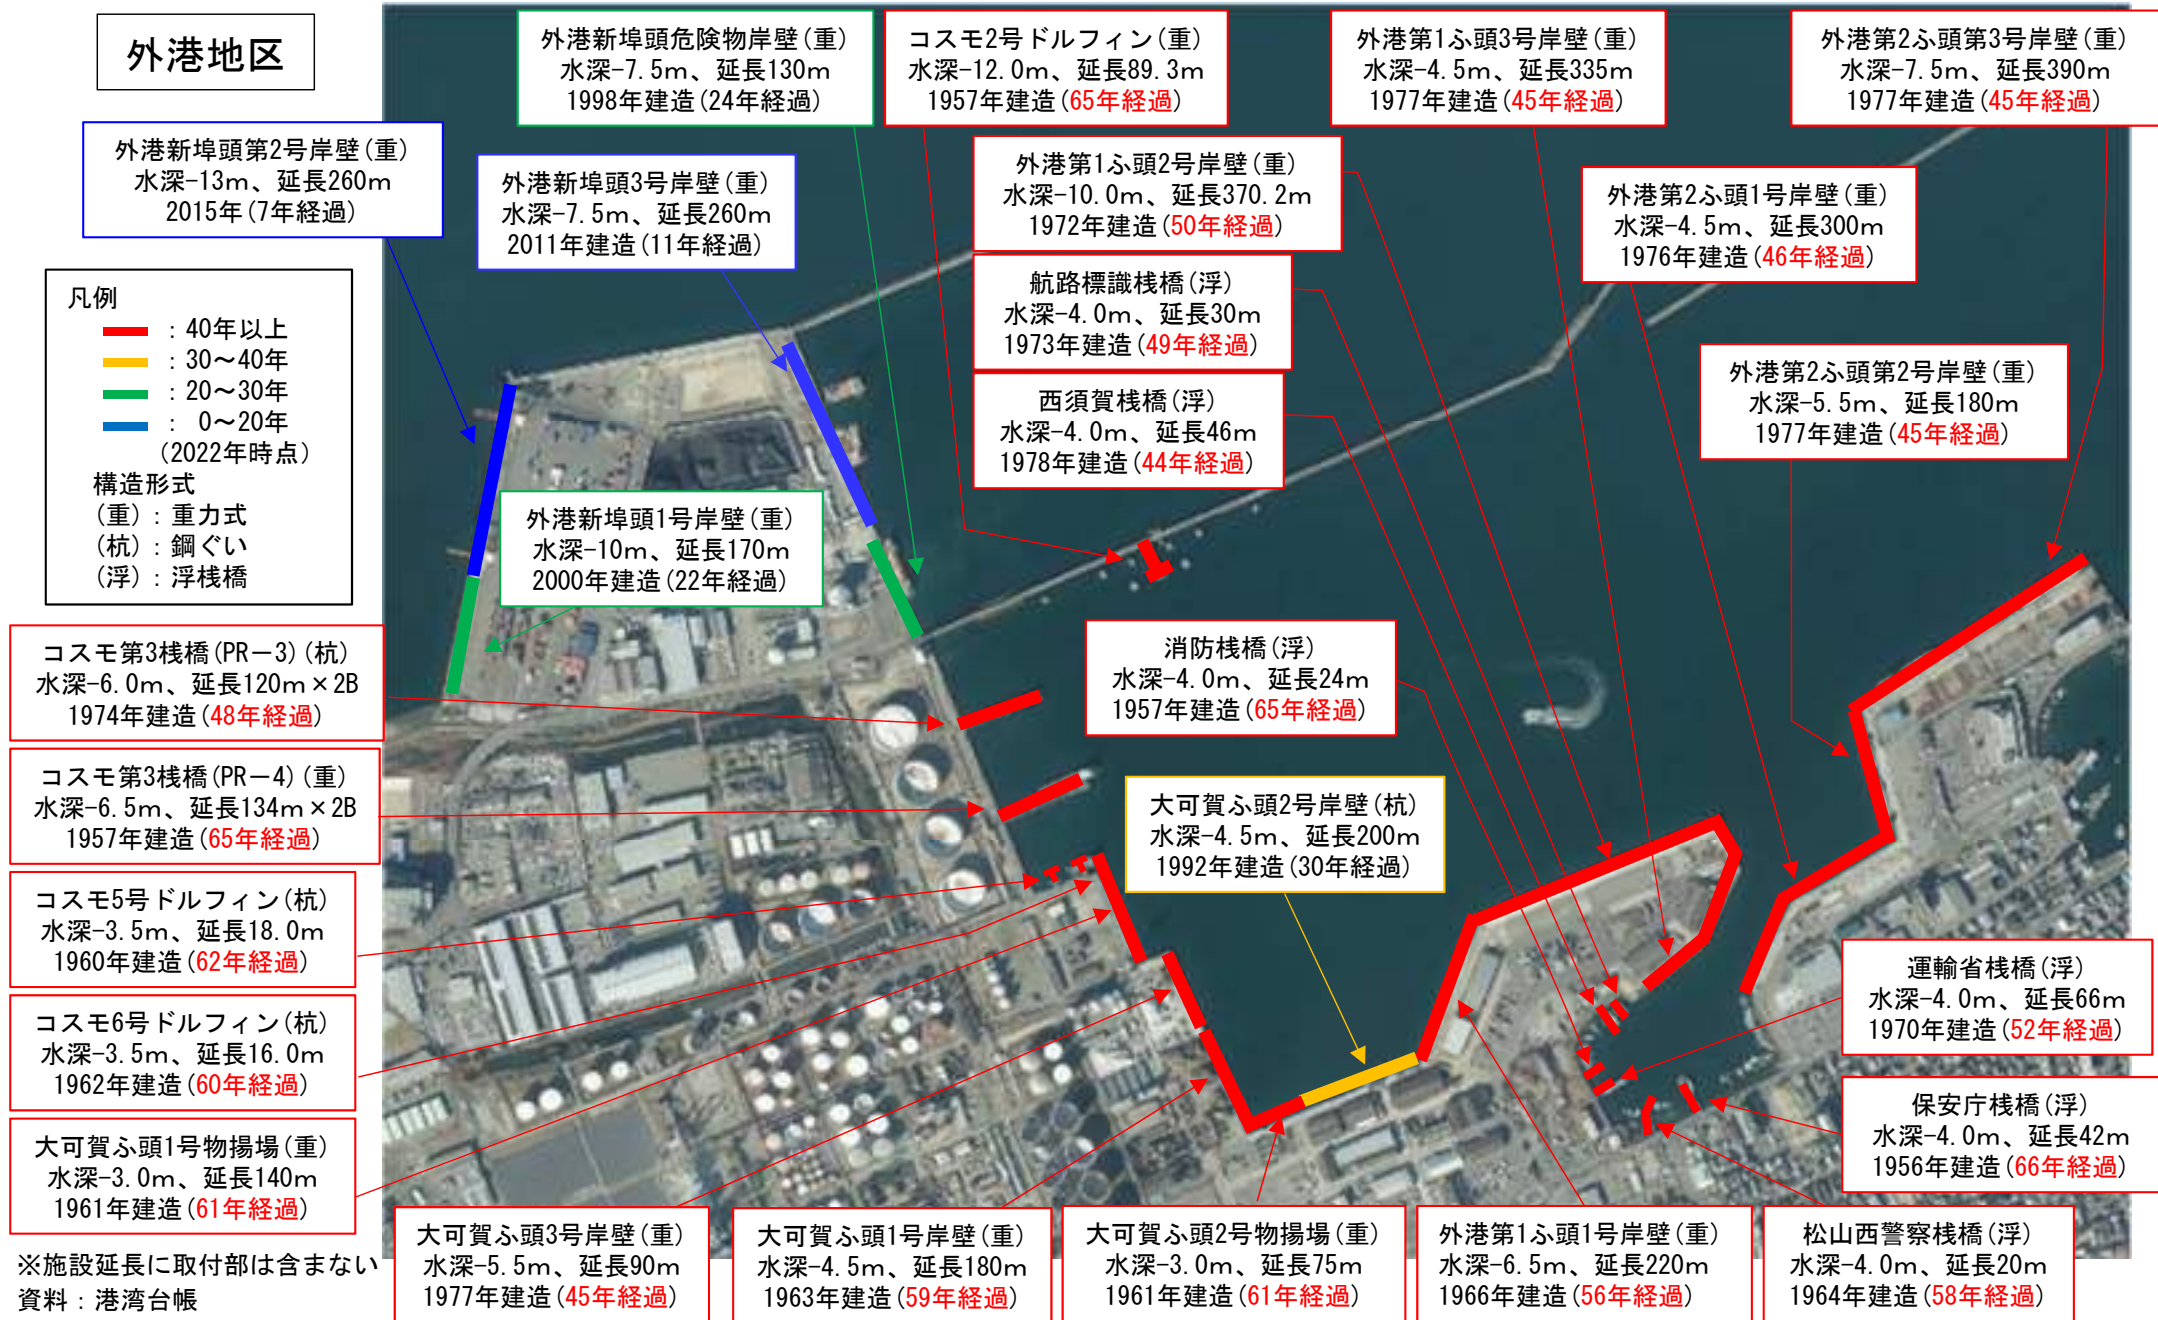 外港地区
外港新埠頭危険物岸壁(重)
水深-7.5m、延長130m
1998年建造(24年経過)
コスモ2号ドルフィン(重)
水深-12.0m、延長89.3m
1957年建造(65年経過)
外港第1ふ頭3号岸壁(重)
水深-4.5m、延長335m
1977年建造(45年経過)
外港第2ふ頭第3号岸壁(重)
水深-7.5m、延長390m
1977年建造(45年経過)
外港新埠頭第2号岸壁(重)
水深-13m、延長260m
2015年(7年経過)
外港新埠頭3号岸壁(重)
水深-7.5m、延長260m
2011年建造(11年経過)
外港第1ふ頭2号岸壁(重)
水深-10.0m、延長370.2m
1972年建造(50年経過)
外港第2ふ頭1号岸壁(重)
水深-4.5m、延長300m
1976年建造(46年経過)
航路標識桟橋(浮)
水深-4.0m、延長30m
1973年建造(49年経過)
凡例
:40年以上
:30~40年
:20~30年
: 0~20年
(2022年時点)
構造形式
(重):重力式
(杭):鋼ぐい
(浮):浮桟橋
西須賀桟橋(浮)
水深-4.0m、延長46m
1978年建造(44年経過)
外港第2ふ頭第2号岸壁(重)
水深-5.5m、延長180m
1977年建造(45年経過)
外港新埠頭1号岸壁(重)
水深-10m、延長170m
2000年建造(22年経過)
コスモ第3桟橋(PR-3)(杭)
水深-6.0m、延長120m×2B
1974年建造(48年経過)
消防桟橋(浮)
水深-4.0m、延長24m
1957年建造(65年経過)
コスモ第3桟橋(PR-4)(重)
水深-6.5m、延長134m×2B
1957年建造(65年経過)
大可賀ふ頭2号岸壁(杭)
水深-4.5m、延長200m
1992年建造(30年経過)
コスモ5号ドルフィン(杭)
水深-3.5m、延長18.0m
1960年建造(62年経過)
運輸省桟橋(浮)
水深-4.0m、延長66m
1970年建造(52年経過)
コスモ6号ドルフィン(杭)
水深-3.5m、延長16.0m
1962年建造(60年経過)
保安庁桟橋(浮)
水深-4.0m、延長42m
1956年建造(66年経過)
大可賀ふ頭1号物揚場(重)
水深-3.0m、延長140m
1961年建造(61年経過)
大可賀ふ頭3号岸壁(重)
水深-5.5m、延長90m
1977年建造(45年経過)
大可賀ふ頭1号岸壁(重)
水深-4.5m、延長180m
1963年建造(59年経過)
大可賀ふ頭2号物揚場(重)
水深-3.0m、延長75m
1961年建造(61年経過)
外港第1ふ頭1号岸壁(重)
水深-6.5m、延長220m
1966年建造(56年経過)
松山西警察桟橋(浮)
水深-4.0m、延長20m
1964年建造(58年経過)
※施設延長に取付部は含まない
資料:港湾台帳